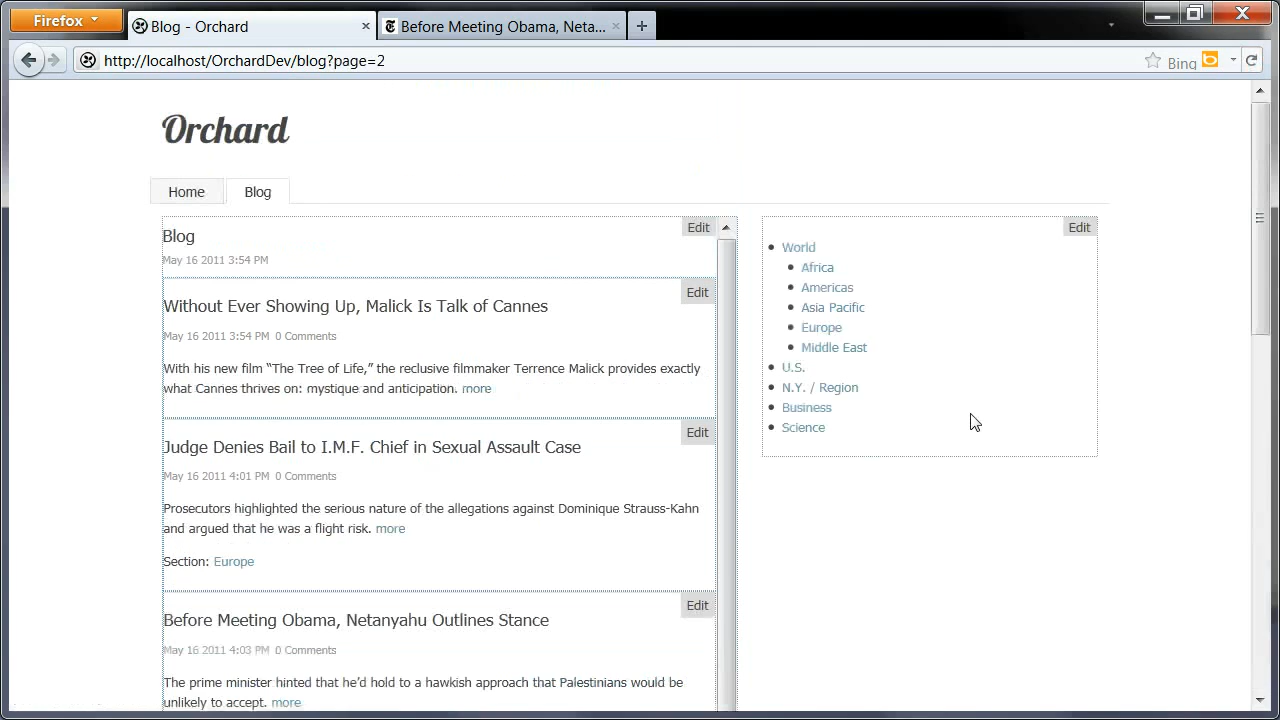 Firefox
Blog - Orchard
Before Meeting Obama, Neta...
http://localhost/OrchardDev/blog?page=2
Bing
Orchard
Home
Blog
Edit
Blog
May 16 2011 3:54 PM
Edit
Without Ever Showing Up, Malick Is Talk of Cannes
May 16 2011 3:54 PM 0 Comments
With his new film “The Tree of Life,” the reclusive filmmaker Terrence Malick provides exactly
what Cannes thrives on: mystique and anticipation. more
Edit
Judge Denies Bail to I.M.F. Chief in Sexual Assault Case
May 16 2011 4:01 PM 0 Comments
Prosecutors highlighted the serious nature of the allegations against Dominique Strauss-Kahn
and argued that he was a flight risk. more
Section: Europe
Edit
Before Meeting Obama, Netanyahu Outlines Stance
May 16 2011 4:03 PM 0 Comments
The prime minister hinted that he’d hold to a hawkish approach that Palestinians would be
unlikely to accept. more
Edit
World
Africa
Americas
Asia Pacific
Europe
Middle East
U.S.
N.Y. / Region
Business
Science